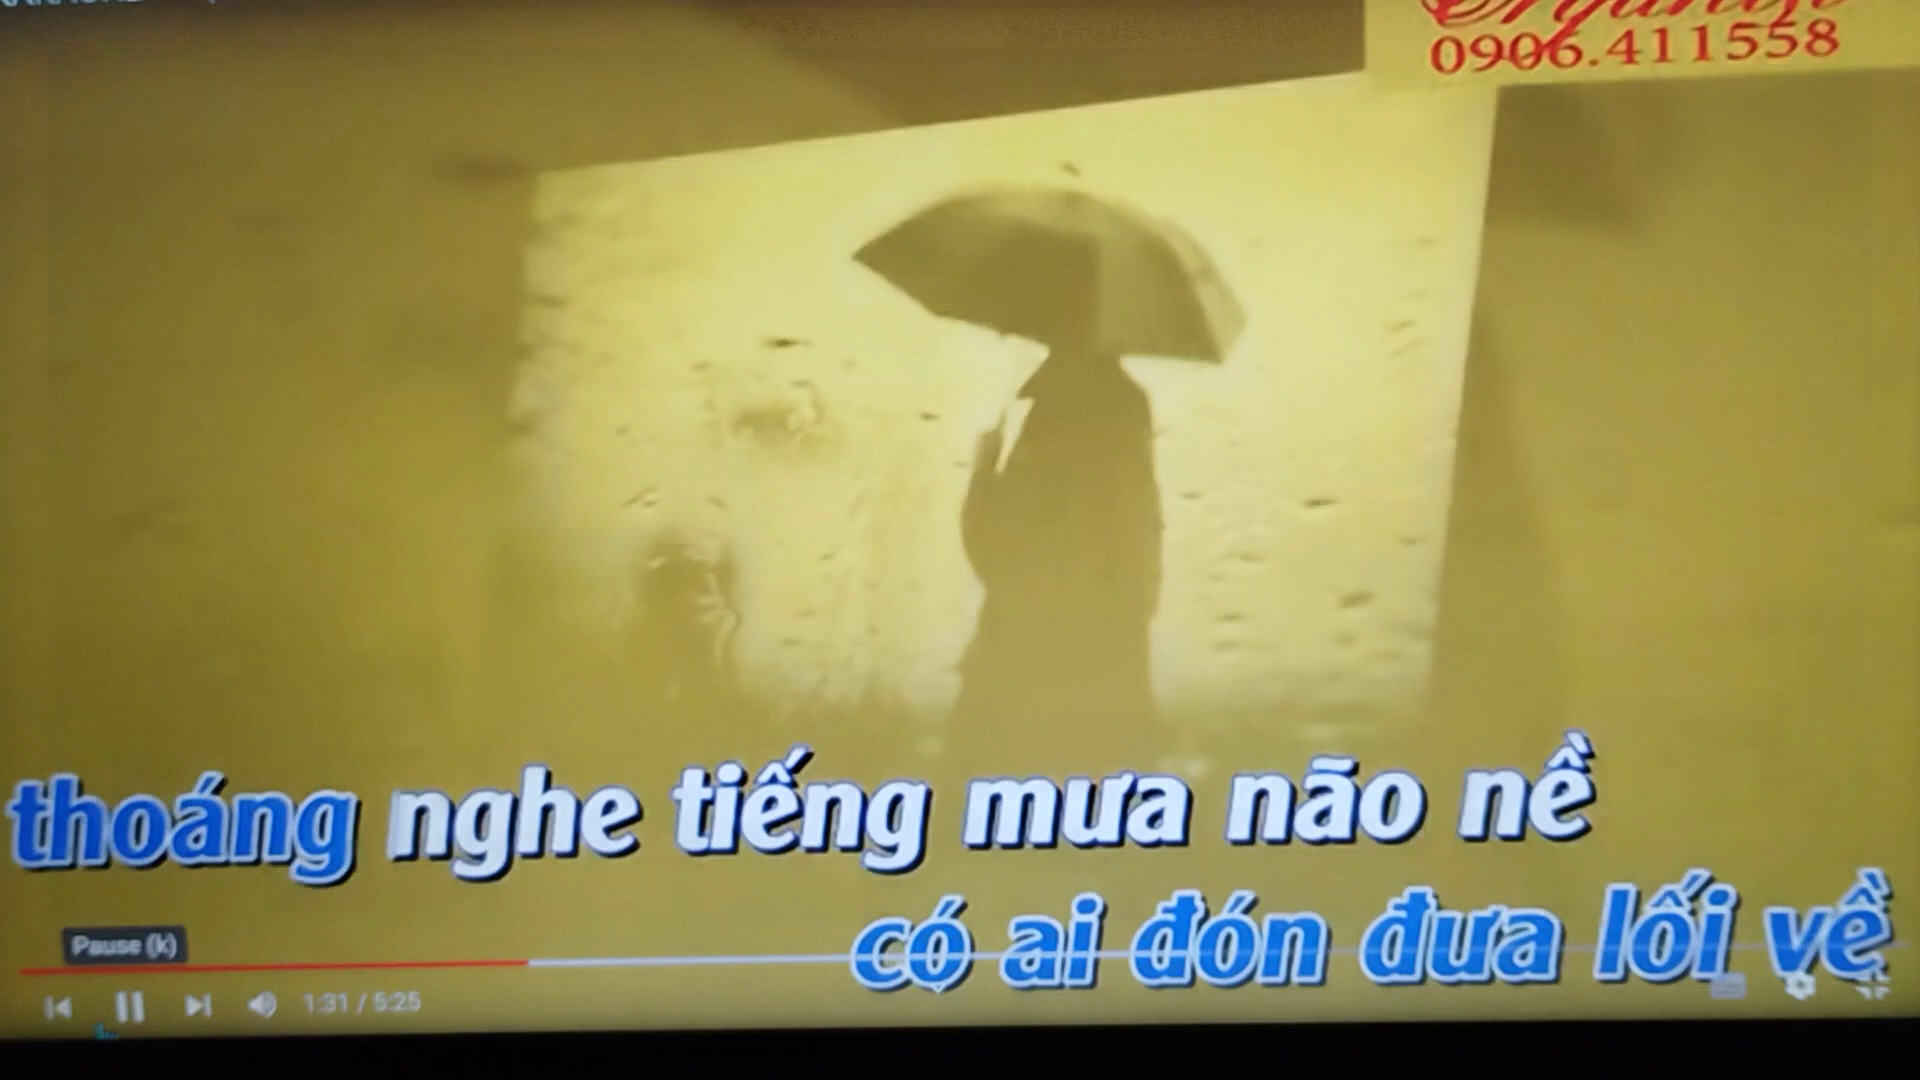 0906.411558
thoáng nghe tiếng mưa não nề
có ai đón đưa lối về
Pause (k)
1:31 / 5:25